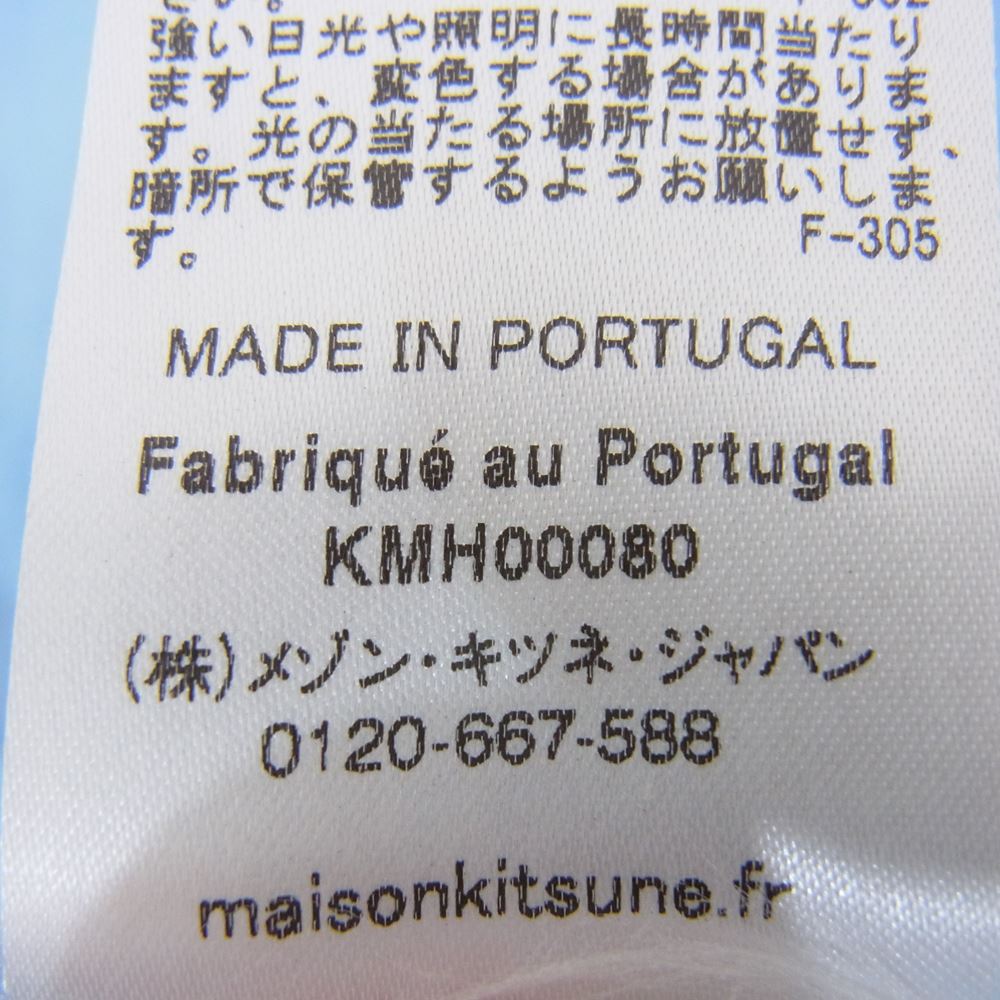 強い日光や照明に長時間当たり
ますと、変色する場合があります。光の当たる場所に放置せず、
暗所で保管するようお願いしま
す。 F-305
MADE IN PORTUGAL
Fabriqué au Portugal
KMH00080
(株)メゾン・キツネ・ジャパン
0120-667-588
maisonkitsune.fr